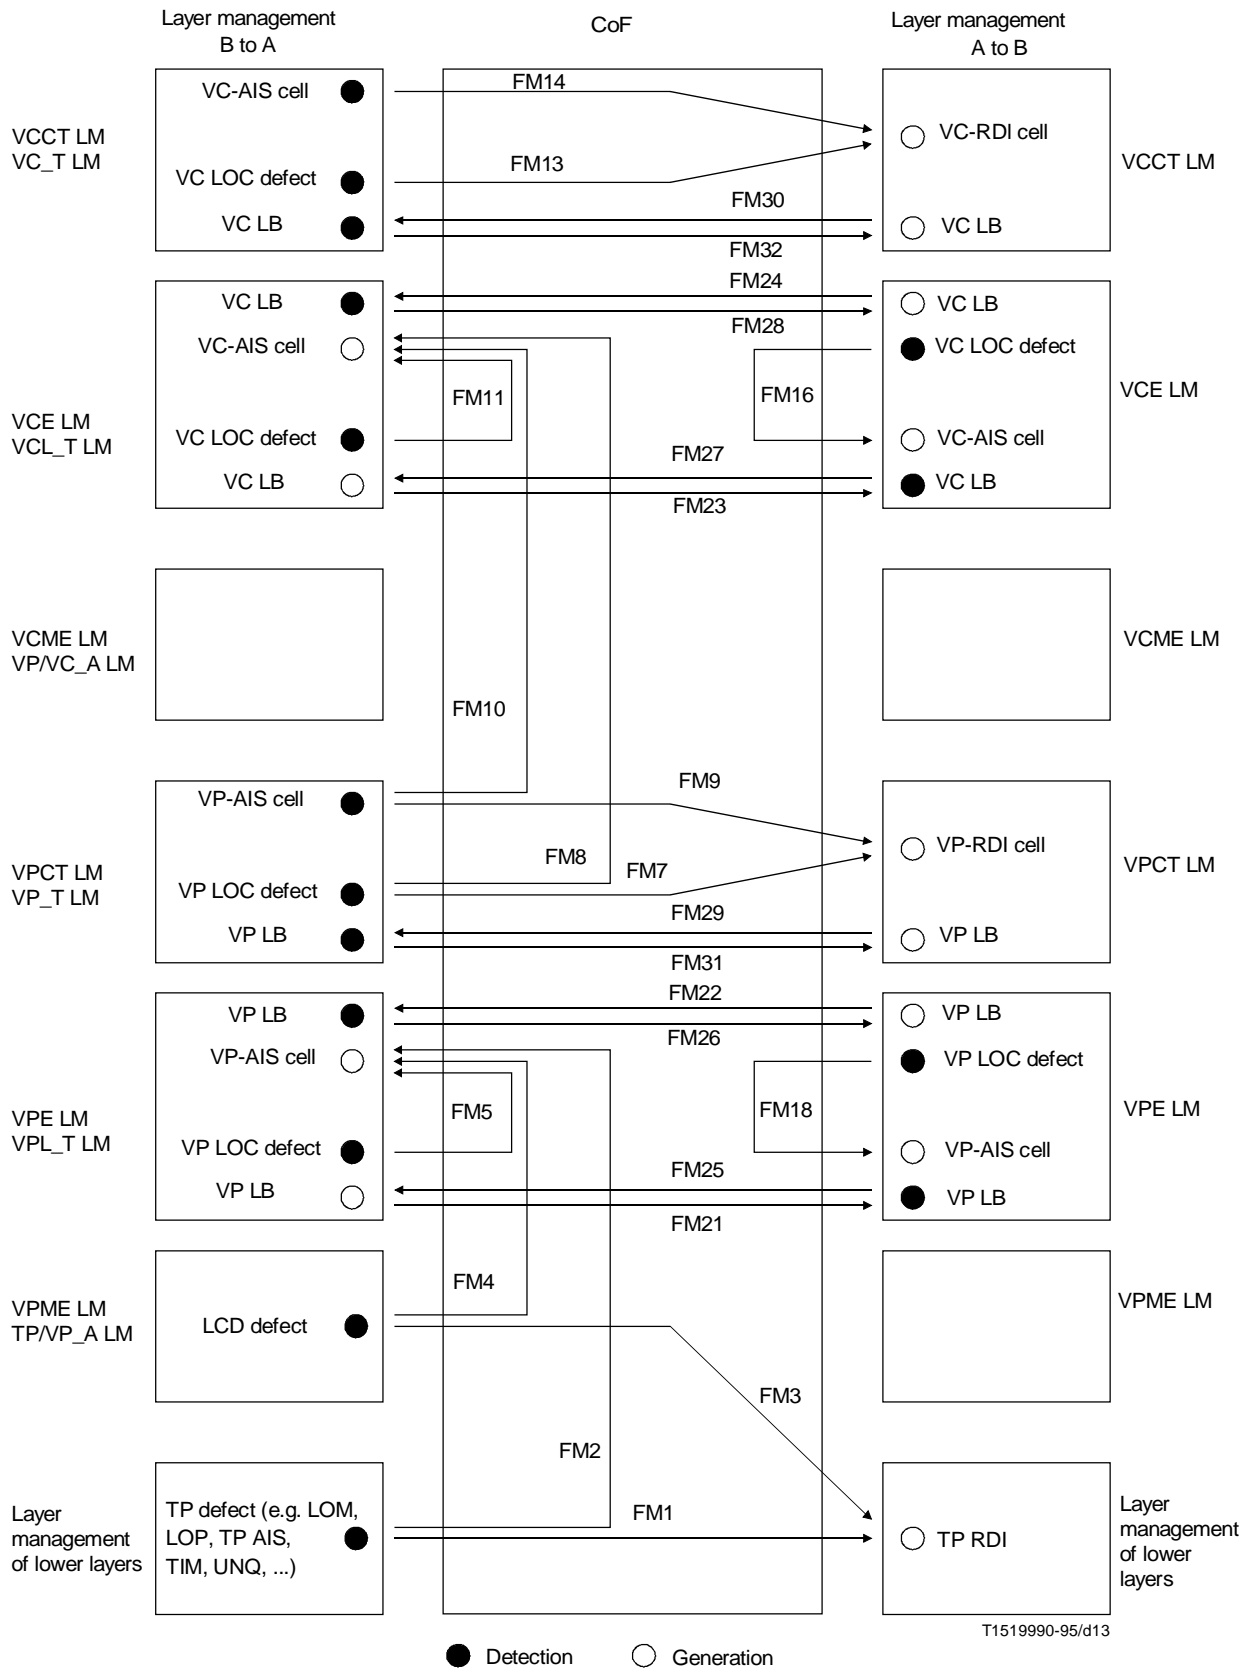 Layer management
B to A
CoF
Layer management
A to B
VC-AIS cell
FM14
VCCT LM
VC_T LM
VC-RDI cell
VCCT LM
VC LOC defect
FM13
FM30
VC LB
VC LB
FM32
FM24
VC LB
VC LB
FM28
VC-AIS cell
VC LOC defect
FM11
FM16
VCE LM
VCL_T LM
VCE LM
VC LOC defect
VC-AIS cell
FM27
VC LB
VC LB
FM23
VCME LM
VP/VC_A LM
VCME LM
FM10
FM9
VP-AIS cell
VP-RDI cell
FM8
FM7
VPCT LM
VP_T LM
VPCT LM
VP LOC defect
FM29
VP LB
VP LB
FM31
FM22
VP LB
VP LB
FM26
VP-AIS cell
VP LOC defect
FM5
FM18
VPE LM
VPL_T LM
VPE LM
VP LOC defect
VP-AIS cell
FM25
VP LB
VP LB
FM21
FM4
VPME LM
TP/VP_A LM
VPME LM
LCD defect
FM3
FM2
Layer
management
of lower layers
TP defect (e.g. LOM,
LOP, TP AIS,
TIM, UNQ, ...)
FM1
TP RDI
Layer
management
of lower
layers
T1519990-95/d13
Detection
Generation